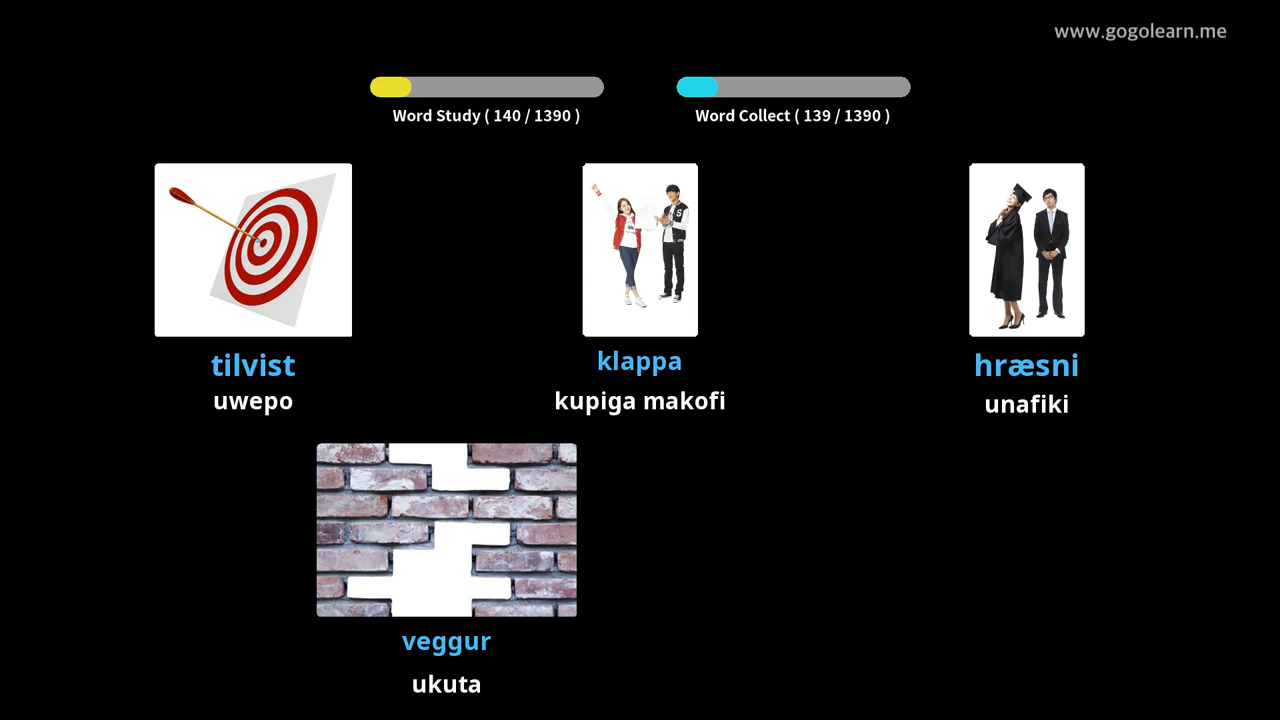 www.gogolearn.me
Word Study ( 140 / 1390 )
Word Collect ( 139 / 1390 )
tilvist
uwepo
klappa
kupiga makofi
hræsni
unafiki
veggur
ukuta